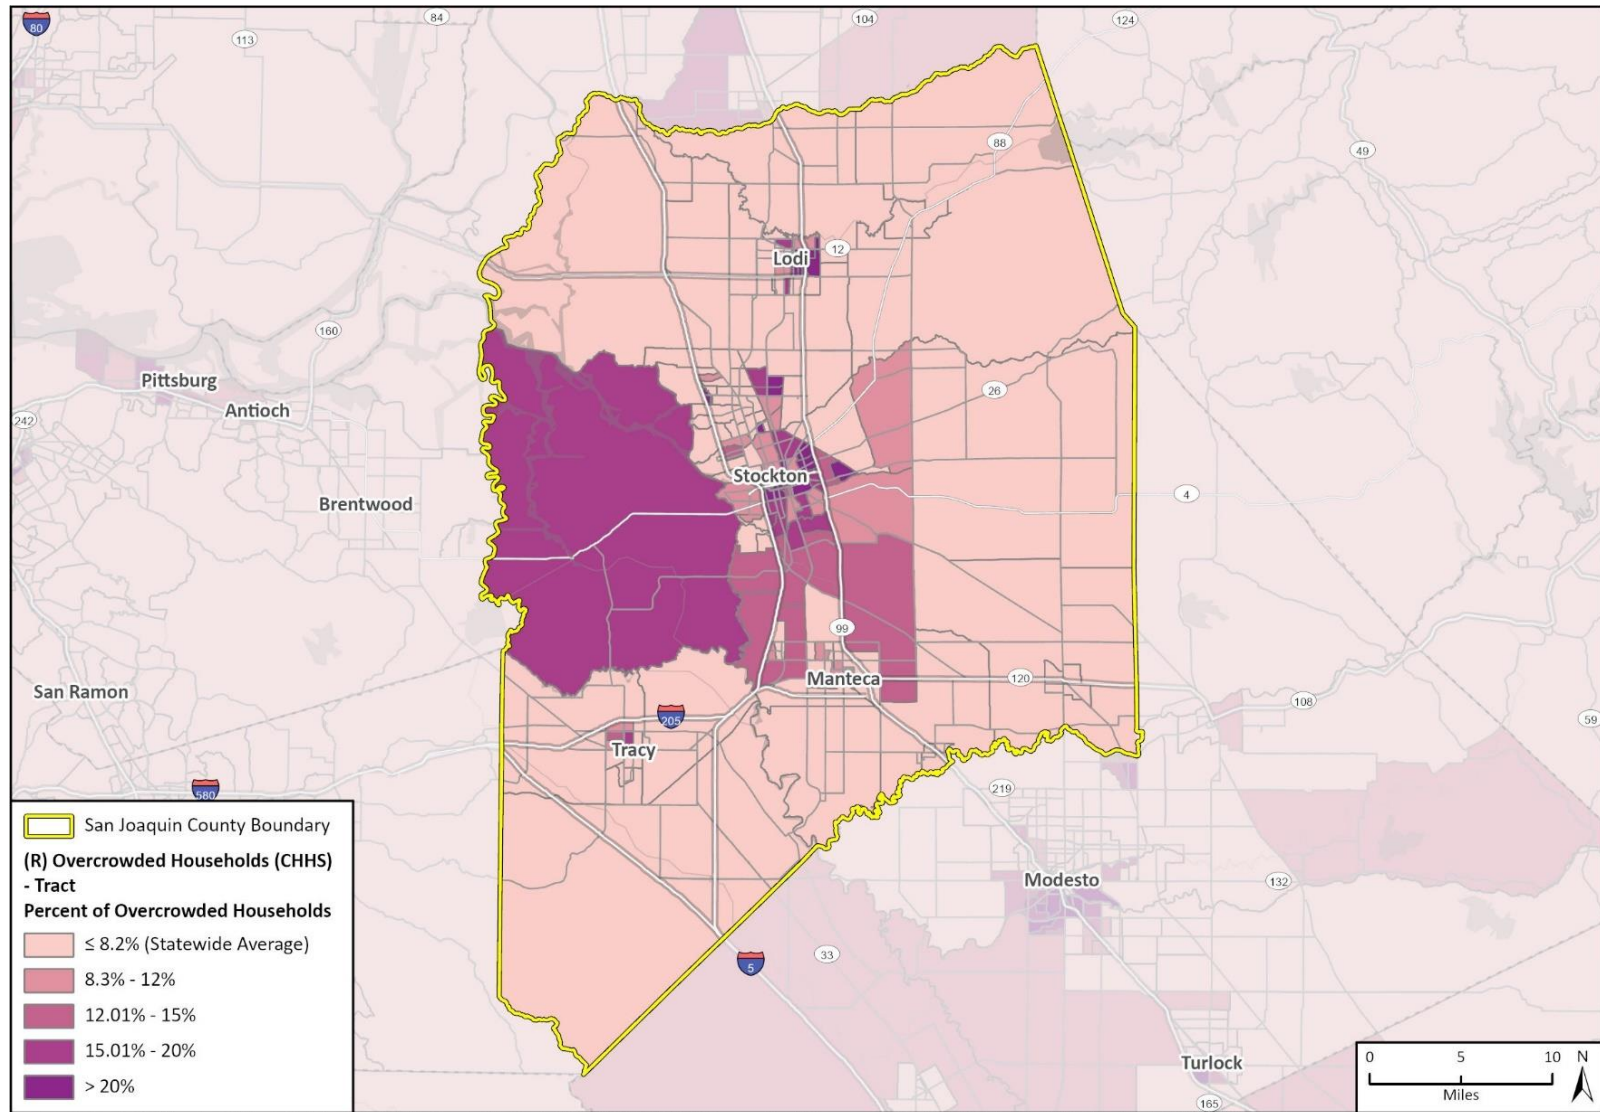 80
84
113
104
124
88
49
Lodi
12
160
Pittsburg
Antioch
242
26
Stockton
Brentwood
4
99
San Ramon
Manteca
120
108
59
205
Tracy
580
219
Modesto
132
33
5
Turlock
165
San Joaquin County Boundary
(R) Overcrowded Households (CHHS)
- Tract
Percent of Overcrowded Households
≤ 8.2% (Statewide Average)
8.3% - 12%
12.01% - 15%
15.01% - 20%
> 20%
0 5 10 N
Miles